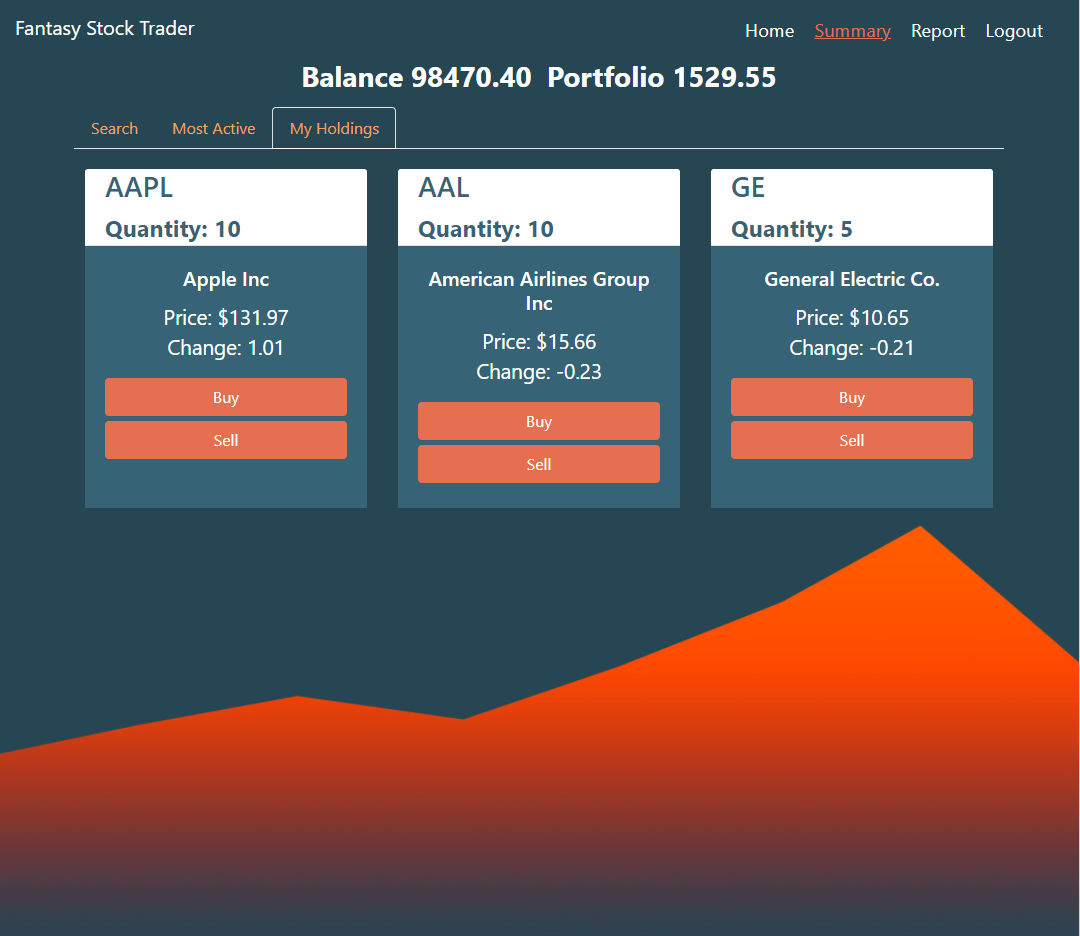 Fantasy Stock Trader
Home Summary Report Logout
Balance 98470.40 Portfolio 1529.55
Search Most Active My Holdings
AAPL
Quantity: 10
Apple Inc
Price: $131.97
Change: 1.01
Buy
Sell
AAL
Quantity: 10
American Airlines Group
Inc
Price: $15.66
Change: -0.23
Buy
Sell
GE
Quantity: 5
General Electric Co.
Price: $10.65
Change: -0.21
Buy
Sell